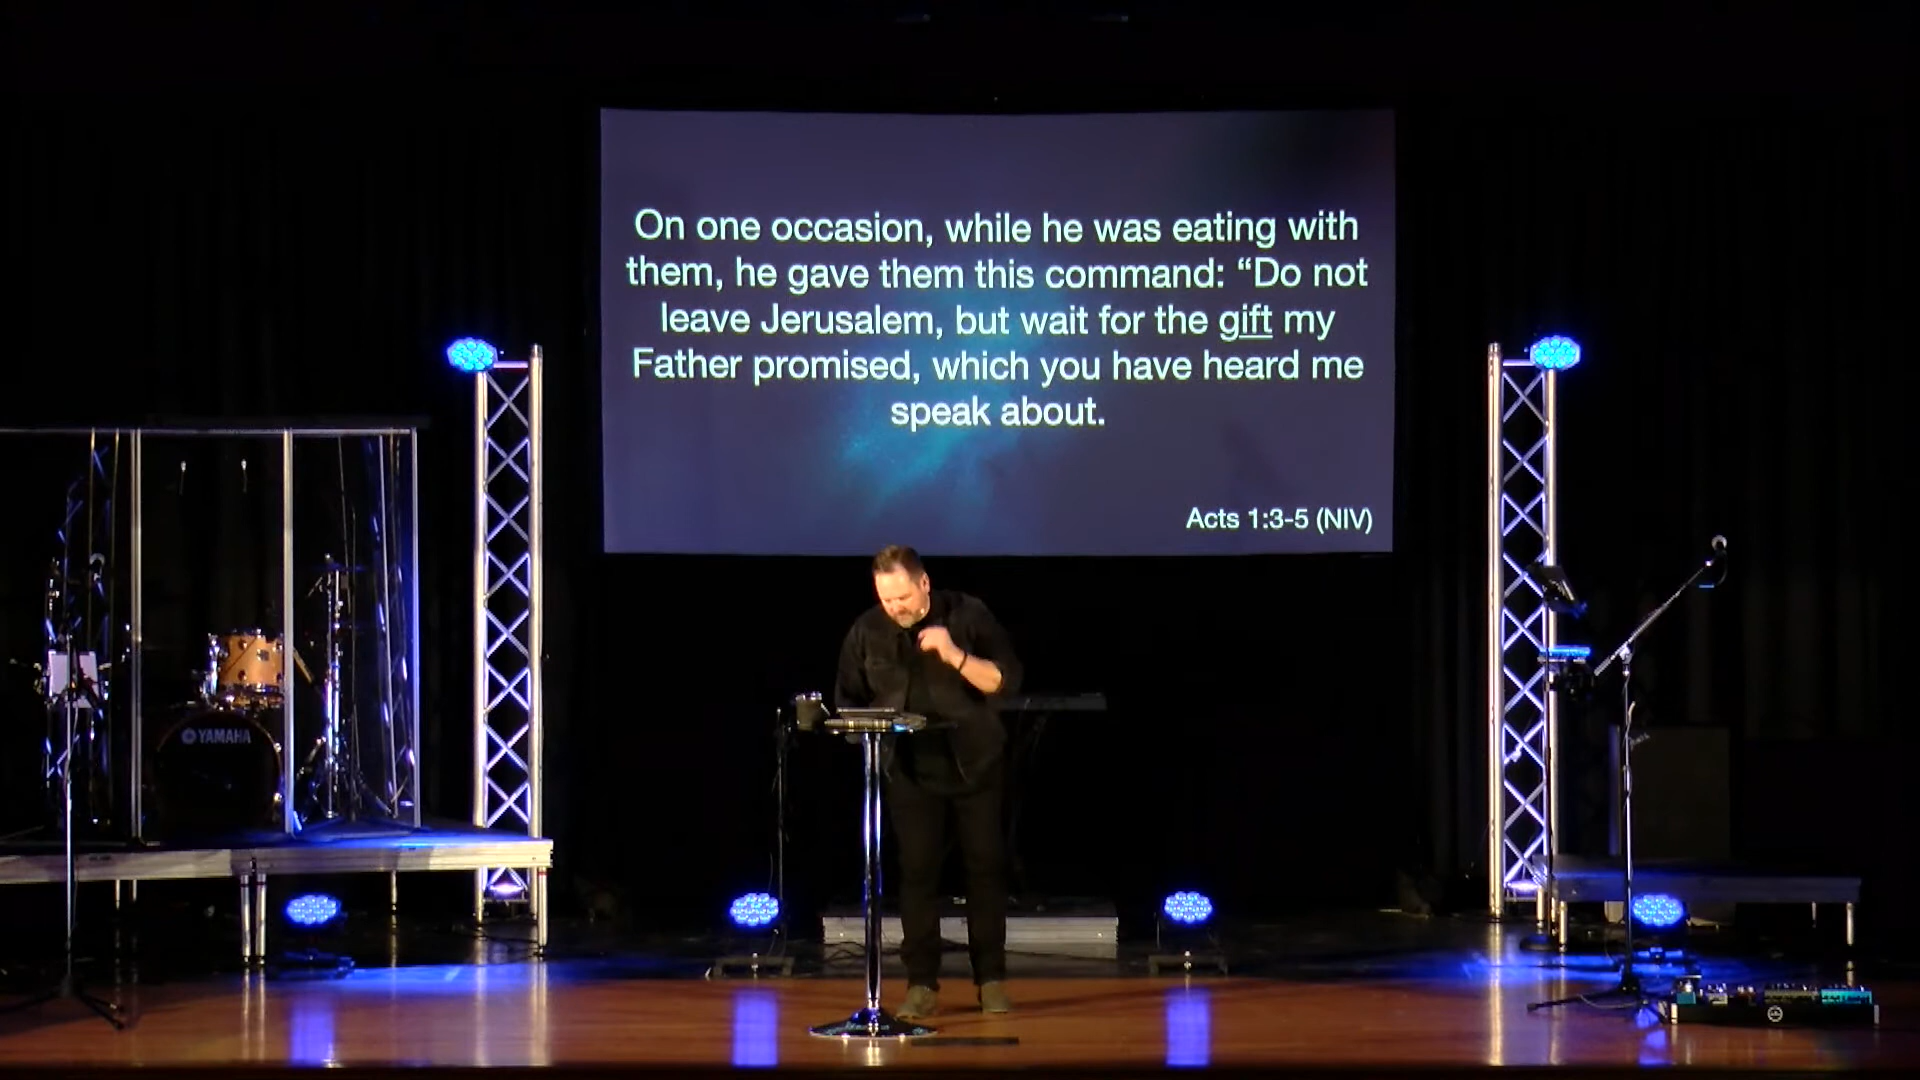 On one occasion, while he was eating with
them, he gave them this command: “Do not
leave Jerusalem, but wait for the gift my
Father promised, which you have heard me
speak about.
Acts 1:3-5 (NIV)
YAMAHA